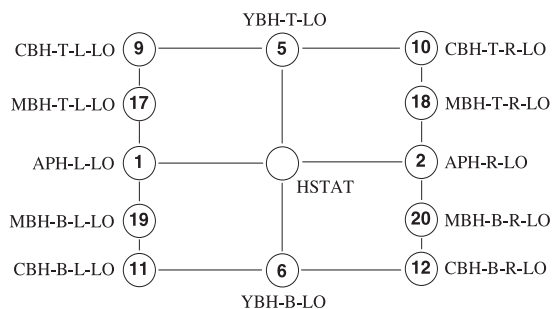 YBH-T-LO
CBH-T-L-LO 9 5 10 CBH-T-R-LO
MBH-T-L-LO 17 18 MBH-T-R-LO
APH-L-LO 1 2 APH-R-LO
HSTAT
MBH-B-L-LO 19 20 MBH-B-R-LO
CBH-B-L-LO 11 6 12 CBH-B-R-LO
YBH-B-LO